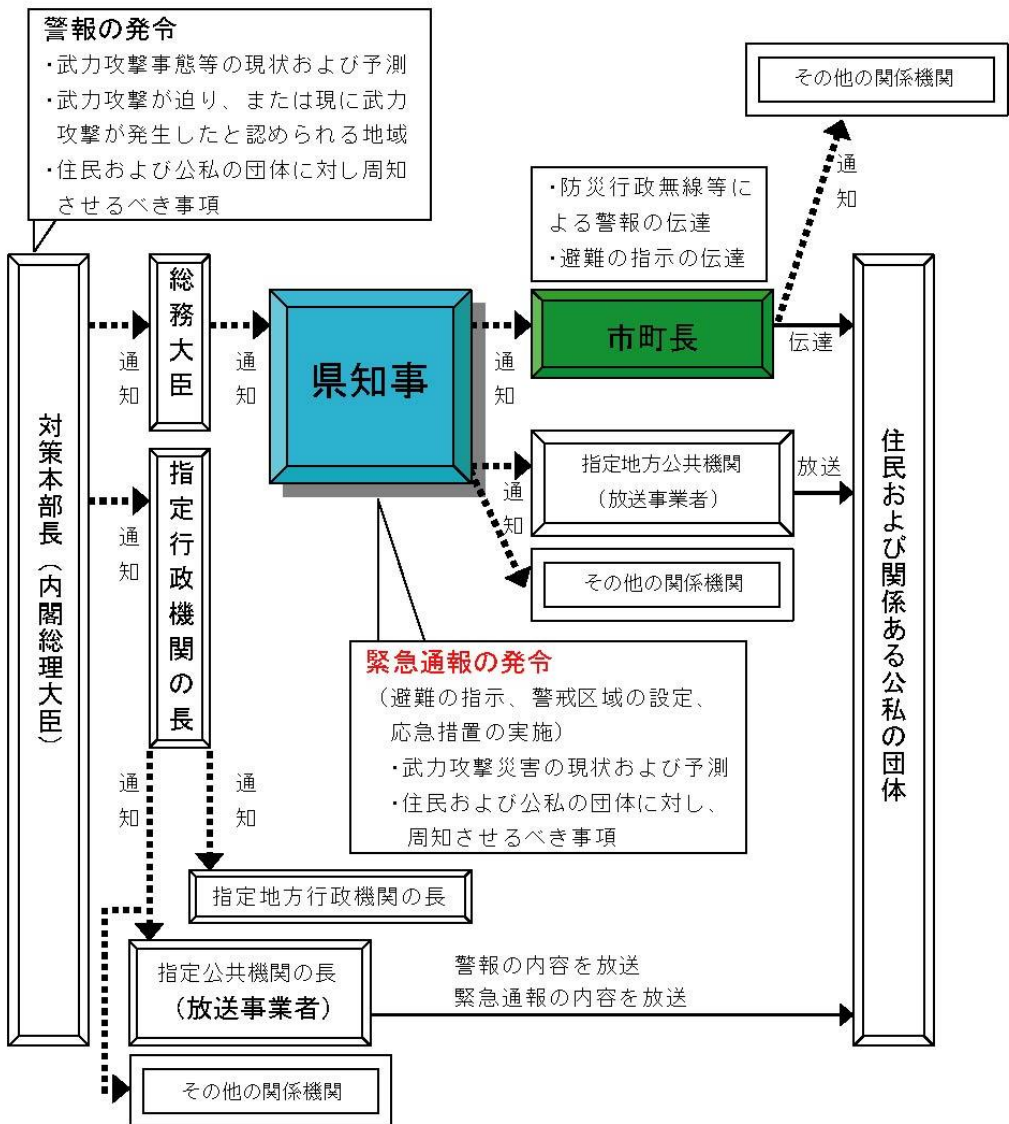 警報の発令
・武力攻撃事態等の現状および予測
・武力攻撃が迫り、または現に武力
攻撃が発生したと認められる地域
・住民および公私の団体に対し周知
させるべき事項
その他の関係機関
通知
・防災行政無線等に
よる警報の伝達
・避難の指示の伝達
対策本部長（内閣総理大臣）
通知
総務大臣
通知
県知事
通知
市町長
伝達
住民および関係ある公私の団体
通知
指定行政機関の長
通知
指定地方公共機関
（放送事業者）
放送
その他の関係機関
緊急通報の発令
（避難の指示、警戒区域の設定、
応急措置の実施）
・武力攻撃災害の現状および予測
・住民および公私の団体に対し、
周知させるべき事項
通知
通知
指定地方行政機関の長
指定公共機関の長
（放送事業者）
警報の内容を放送
緊急通報の内容を放送
その他の関係機関